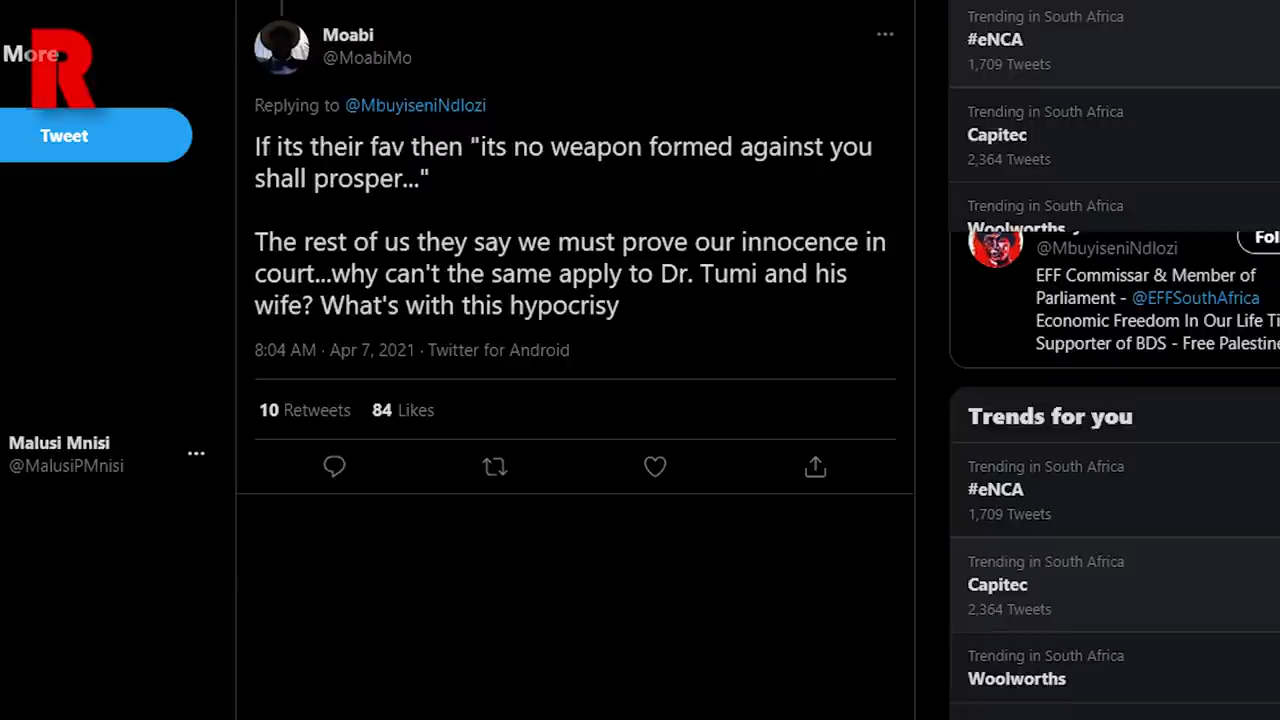 More
R
Tweet
Malusi Mnisi
@MalusiPMnisi
Moabi
@MoabiMo
Replying to @MbuyiseniNdlozi
If its their fav then "its no weapon formed against you
shall prosper..."
The rest of us they say we must prove our innocence in
court...why can't the same apply to Dr. Tumi and his
wife? What's with this hypocrisy
8:04 AM · Apr 7, 2021 · Twitter for Android
10 Retweets 84 Likes
Trending in South Africa
#eNCA
1,709 Tweets
Trending in South Africa
Capitec
2,364 Tweets
Trending in South Africa
Woolworths
@MbuyiseniNdlozi
Fol
EFF Commissar & Member of
Parliament - @EFFSouthAfrica
Economic Freedom In Our Life Ti
Supporter of BDS - Free Palestine
Trends for you
Trending in South Africa
#eNCA
1,709 Tweets
Trending in South Africa
Capitec
2,364 Tweets
Trending in South Africa
Woolworths